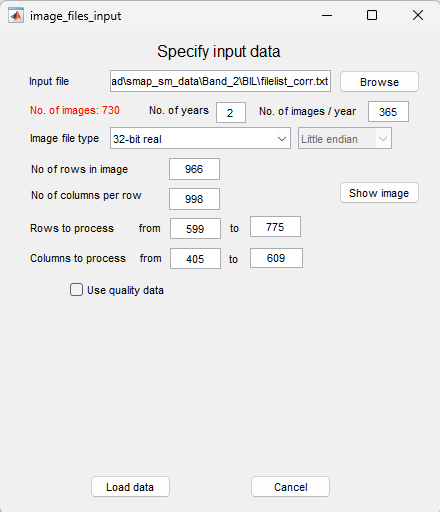 image_files_input
Specify input data
Input file ad\smap_sm_data\Band_2\BIL\filelist_corr.txt Browse
No. of images: 730 No. of years 2 No. of images / year 365
Image file type 32-bit real Little endian
No of rows in image 966
No of columns per row 998 Show image
Rows to process from 599 to 775
Columns to process from 405 to 609
Use quality data
Load data Cancel